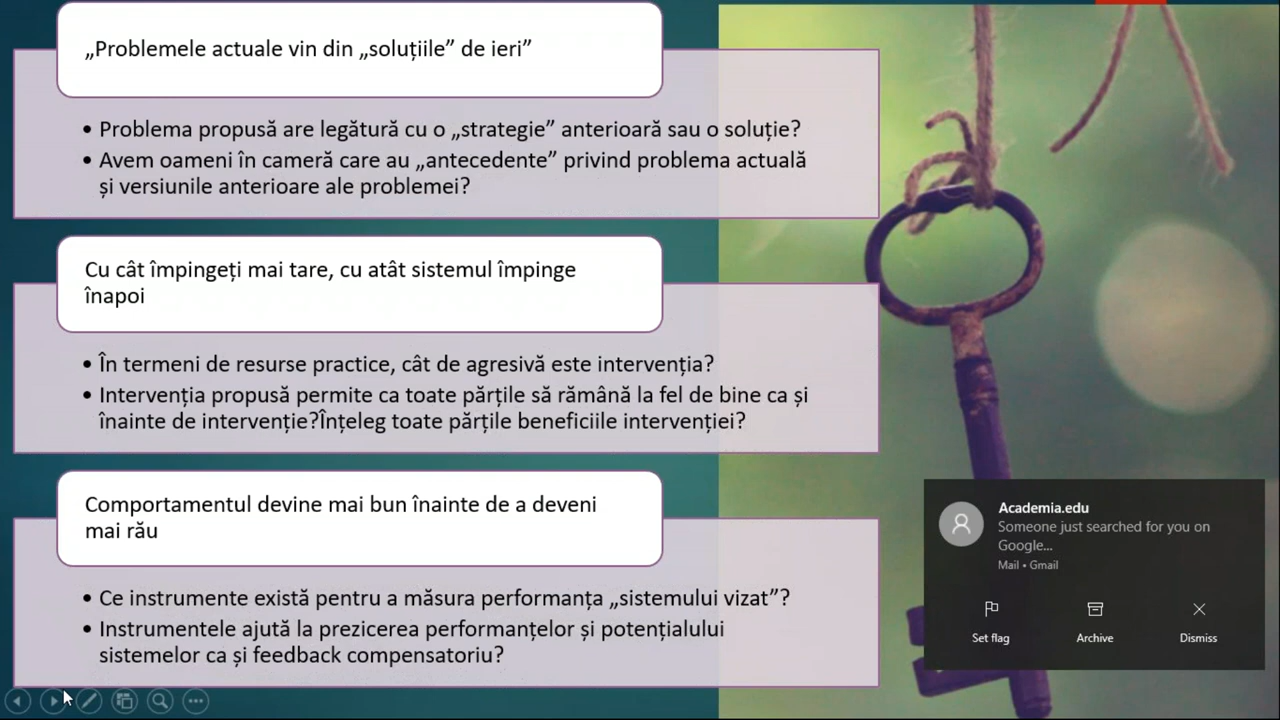 „Problemele actuale vin din „soluțiile” de ieri”
• Problema propusă are legătură cu o „strategie” anterioară sau o soluție?
• Avem oameni în cameră care au „antecedente” privind problema actuală
și versiunile anterioare ale problemei?
Cu cât împingeți mai tare, cu atât sistemul împinge
înapoi
• În termeni de resurse practice, cât de agresivă este intervenția?
• Intervenția propusă permite ca toate părțile să rămână la fel de bine ca și
înainte de intervenție?Înțeleg toate părțile beneficiile intervenției?
Comportamentul devine mai bun înainte de a deveni
mai rău
• Ce instrumente există pentru a măsura performanța „sistemului vizat”?
• Instrumentele ajută la prezicerea performanțelor și potențialului
sistemelor ca și feedback compensatoriu?
Academia.edu
Someone just searched for you on
Google...
Mail • Gmail
Set flag
Archive
Dismiss